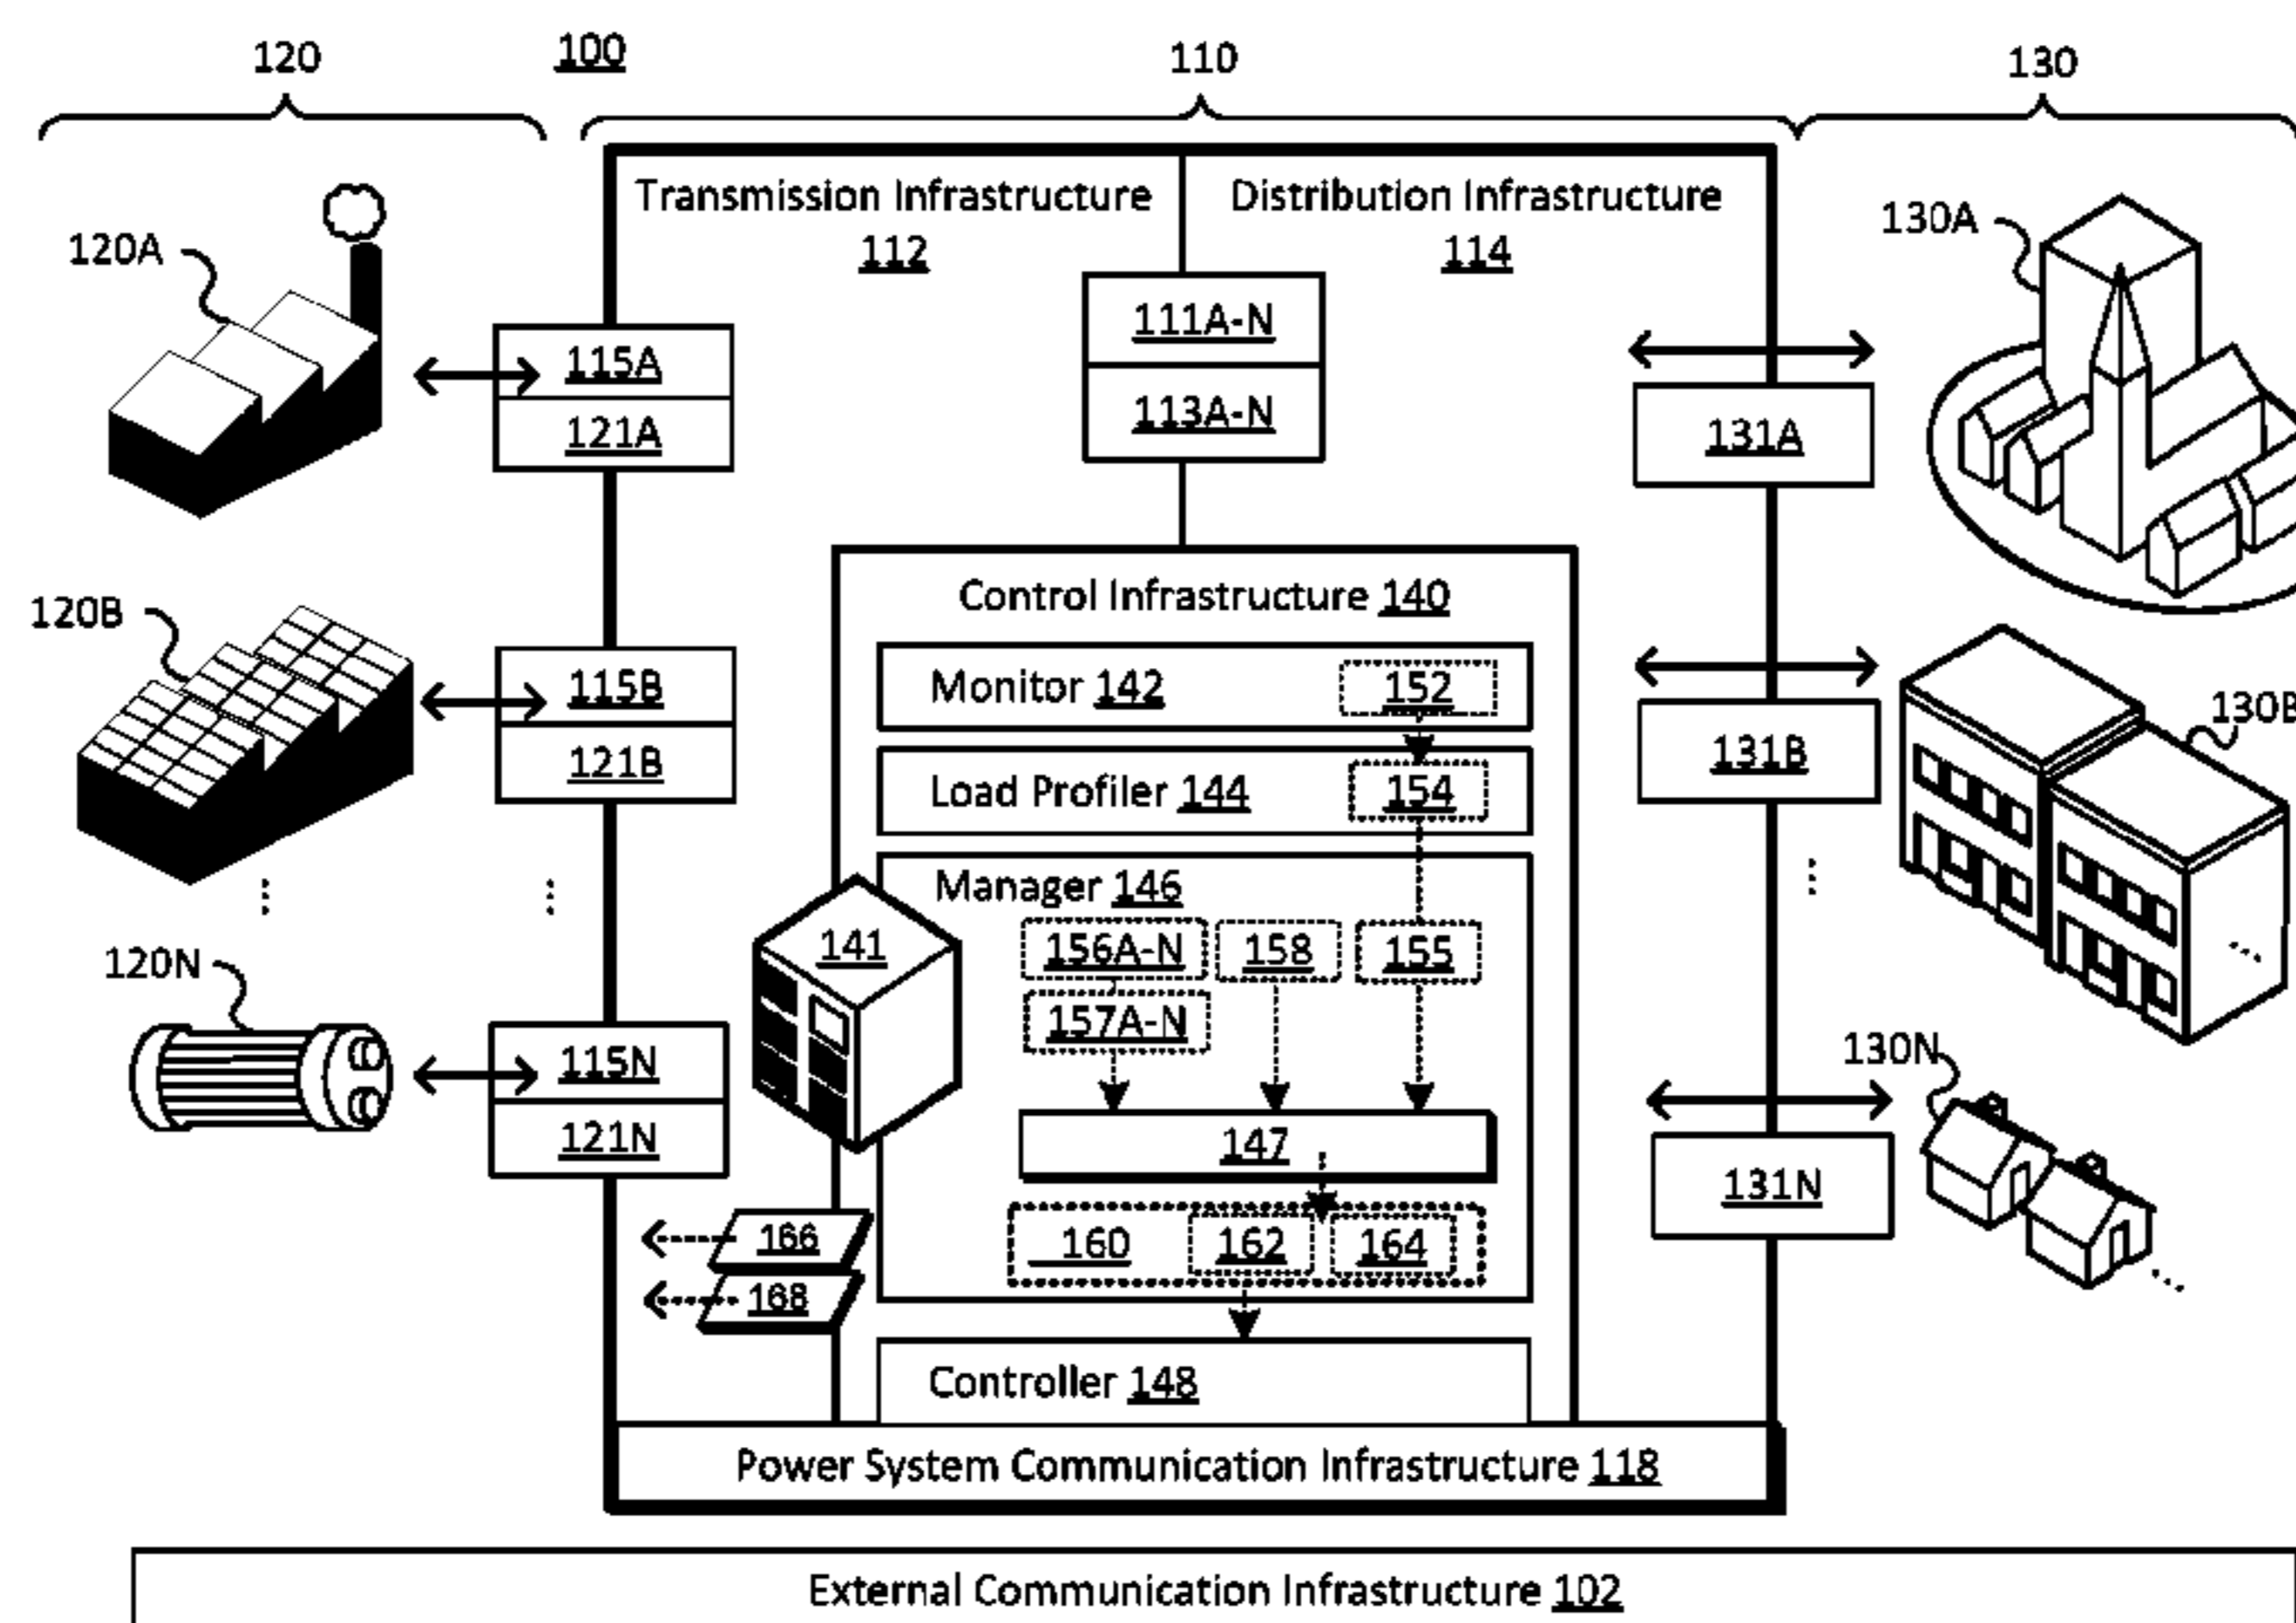 120
100
110
130
Transmission Infrastructure
112
Distribution Infrastructure
114
120A
130A
111A-N
113A-N
115A
121A
131A
Control Infrastructure 140
120B
Monitor 142
152
115B
121B
130B
131B
Load Profiler 144
154
Manager 146
141
156A-N
158
155
157A-N
120N
115N
121N
130N
131N
147
160
162
164
166
168
Controller 148
Power System Communication Infrastructure 118
External Communication Infrastructure 102